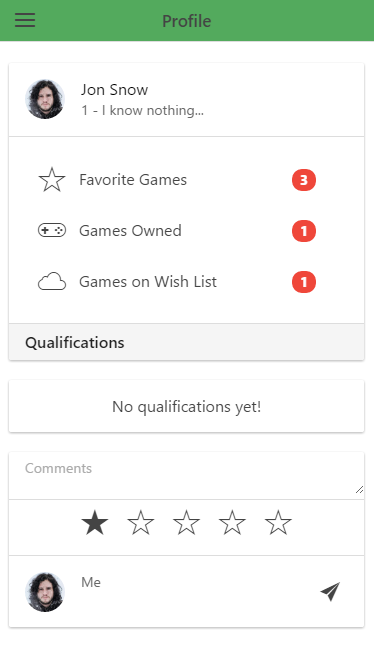 Profile
Jon Snow
1 - I know nothing...
Favorite Games 3
Games Owned 1
Games on Wish List 1
Qualifications
No qualifications yet!
Comments
Me